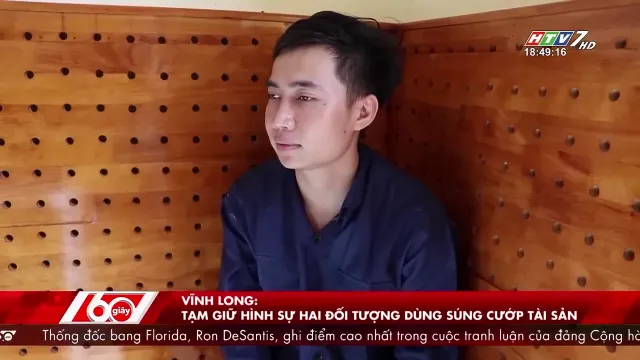 HTV7HD
18:49:16
60 giây
VĨNH LONG:
TẠM GIỮ HÌNH SỰ HAI ĐỐI TƯỢNG DÙNG SÚNG CƯỚP TÀI SẢN
Thống đốc bang Florida, Ron DeSantis, ghi điểm cao nhất trong cuộc tranh luận của đảng Cộng hà